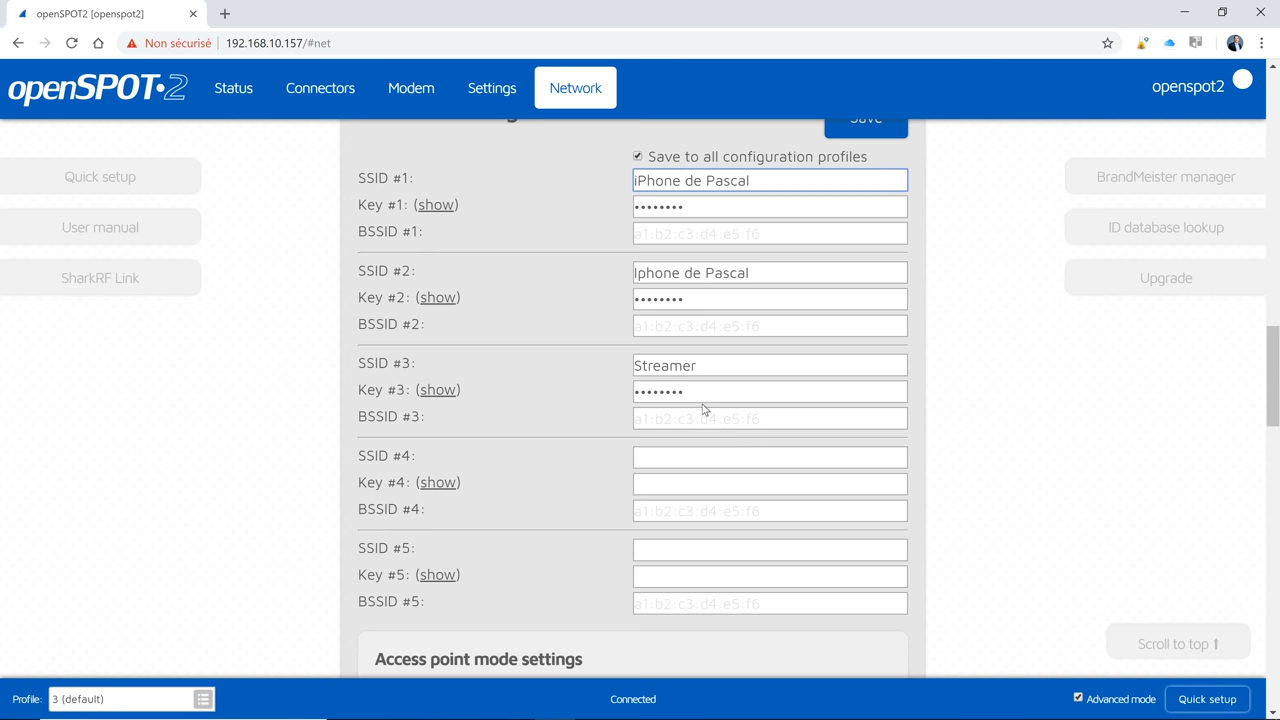 openSPOT2 [openspot2]
Non sécurisé
192.168.10.157/#net
openSPOT•2
Status
Connectors
Modem
Settings
Network
openspot2
Save
Quick setup
User manual
SharkRF Link
BrandMeister manager
ID database lookup
Upgrade
Save to all configuration profiles
SSID #1:
iPhone de Pascal
Key #1: (show)
••••••••
BSSID #1:
a1:b2:c3:d4:e5:f6
SSID #2:
Iphone de Pascal
Key #2: (show)
••••••••
BSSID #2:
a1:b2:c3:d4:e5:f6
SSID #3:
Streamer
Key #3: (show)
••••••••
BSSID #3:
a1:b2:c3:d4:e5:f6
SSID #4:
Key #4: (show)
BSSID #4:
a1:b2:c3:d4:e5:f6
SSID #5:
Key #5: (show)
BSSID #5:
a1:b2:c3:d4:e5:f6
Access point mode settings
Scroll to top ⬆
Profile:
3 (default)
Connected
Advanced mode
Quick setup